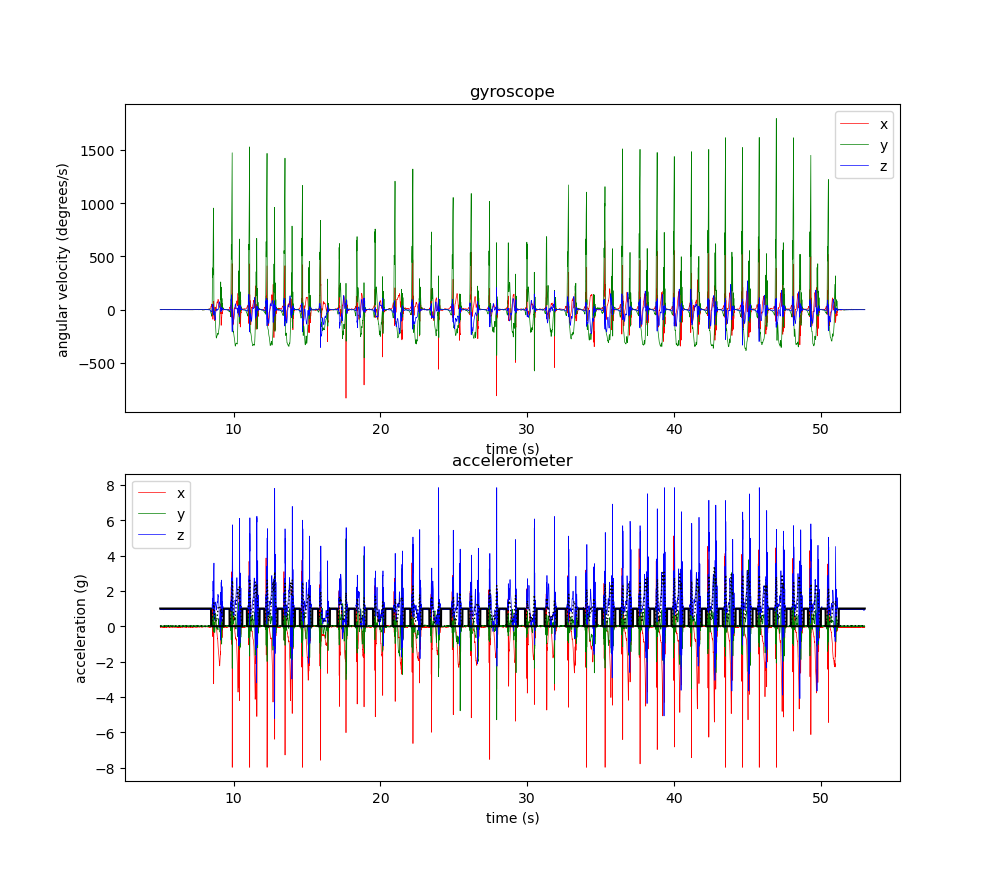 gyroscope
angular velocity (degrees/s)
1500
1000
500
0
−500
x
y
z
10
20
30
40
50
time (s)
accelerometer
acceleration (g)
8
6
4
2
0
−2
−4
−6
−8
x
y
z
10
20
30
40
50
time (s)